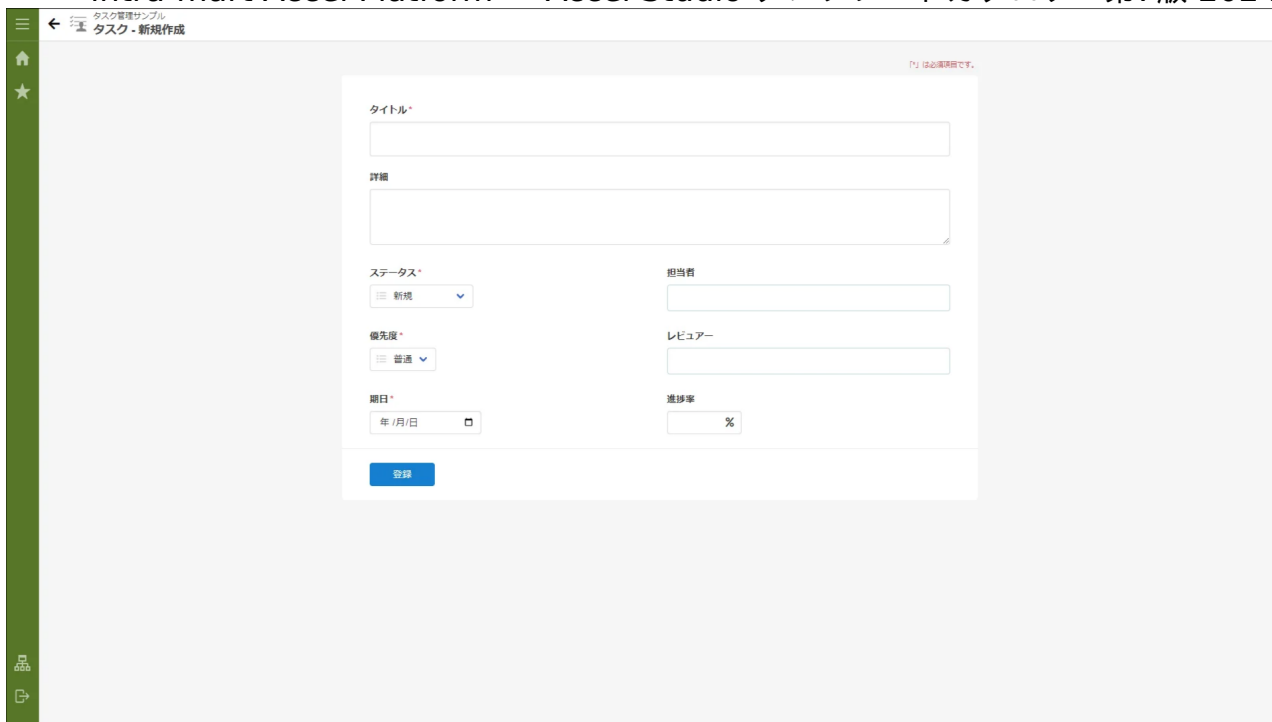 タスク管理サンプル
タスク - 新規作成
「*」は必須項目です。
タイトル*
詳細
ステータス*
担当者
新規
優先度*
レビュアー
普通
期日*
進捗率
年 /月/日
%
登録